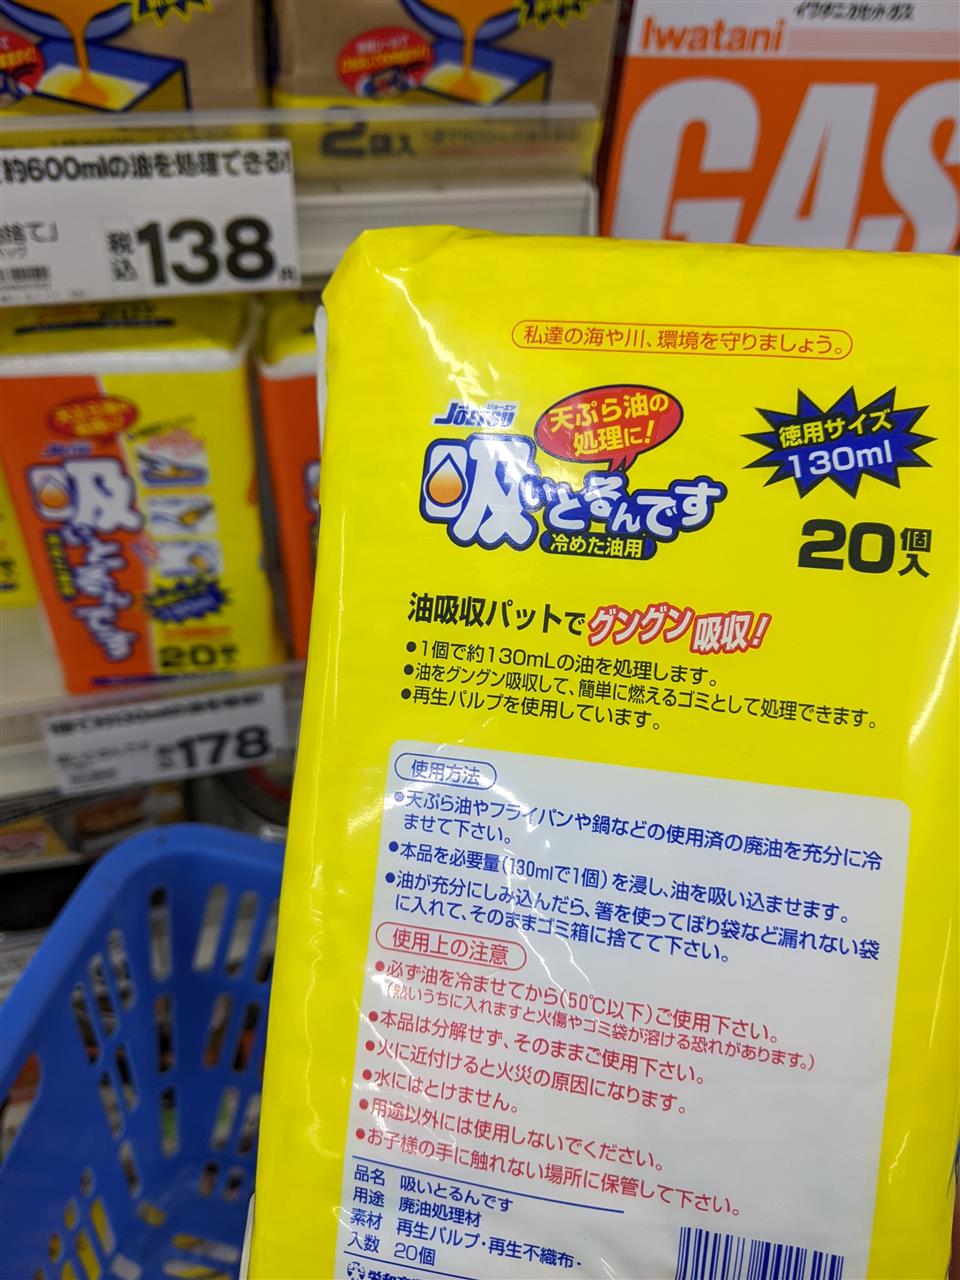 イワタニカセットガス
Iwatani
GAS
2袋入
約600mlの油を処理できる!
捨て」
税込138円
178
20個
私達の海や川、環境を守りましょう。
ジョーエツ
JOETSU
天ぷら油の
処理に!
吸いとるんです
冷めた油用
徳用サイズ
130ml
20個入
油吸収パットでグングン吸収!
●1個で約130mLの油を処理します。
●油をグングン吸収して、簡単に燃えるゴミとして処理できます。
●再生パルプを使用しています。
使用方法
●天ぷら油やフライパンや鍋などの使用済の廃油を充分に冷
ませて下さい。
●本品を必要量(130mlで1個)を浸し、油を吸い込ませます。
●油が充分にしみ込んだら、箸を使ってぽり袋など漏れない袋
に入れて、そのままゴミ箱に捨てて下さい。
使用上の注意
●必ず油を冷ませてから(50℃以下)ご使用下さい。
(熱いうちに入れますと火傷やゴミ袋が溶ける恐れがあります。)
●本品は分解せず、そのままご使用下さい。
●火に近付けると火災の原因になります。
●水にはとけません。
●用途以外には使用しないでください。
●お子様の手に触れない場所に保管して下さい。
品名 吸いとるんです
用途 廃油処理材
素材 再生パルプ・再生不織布
入数 20個